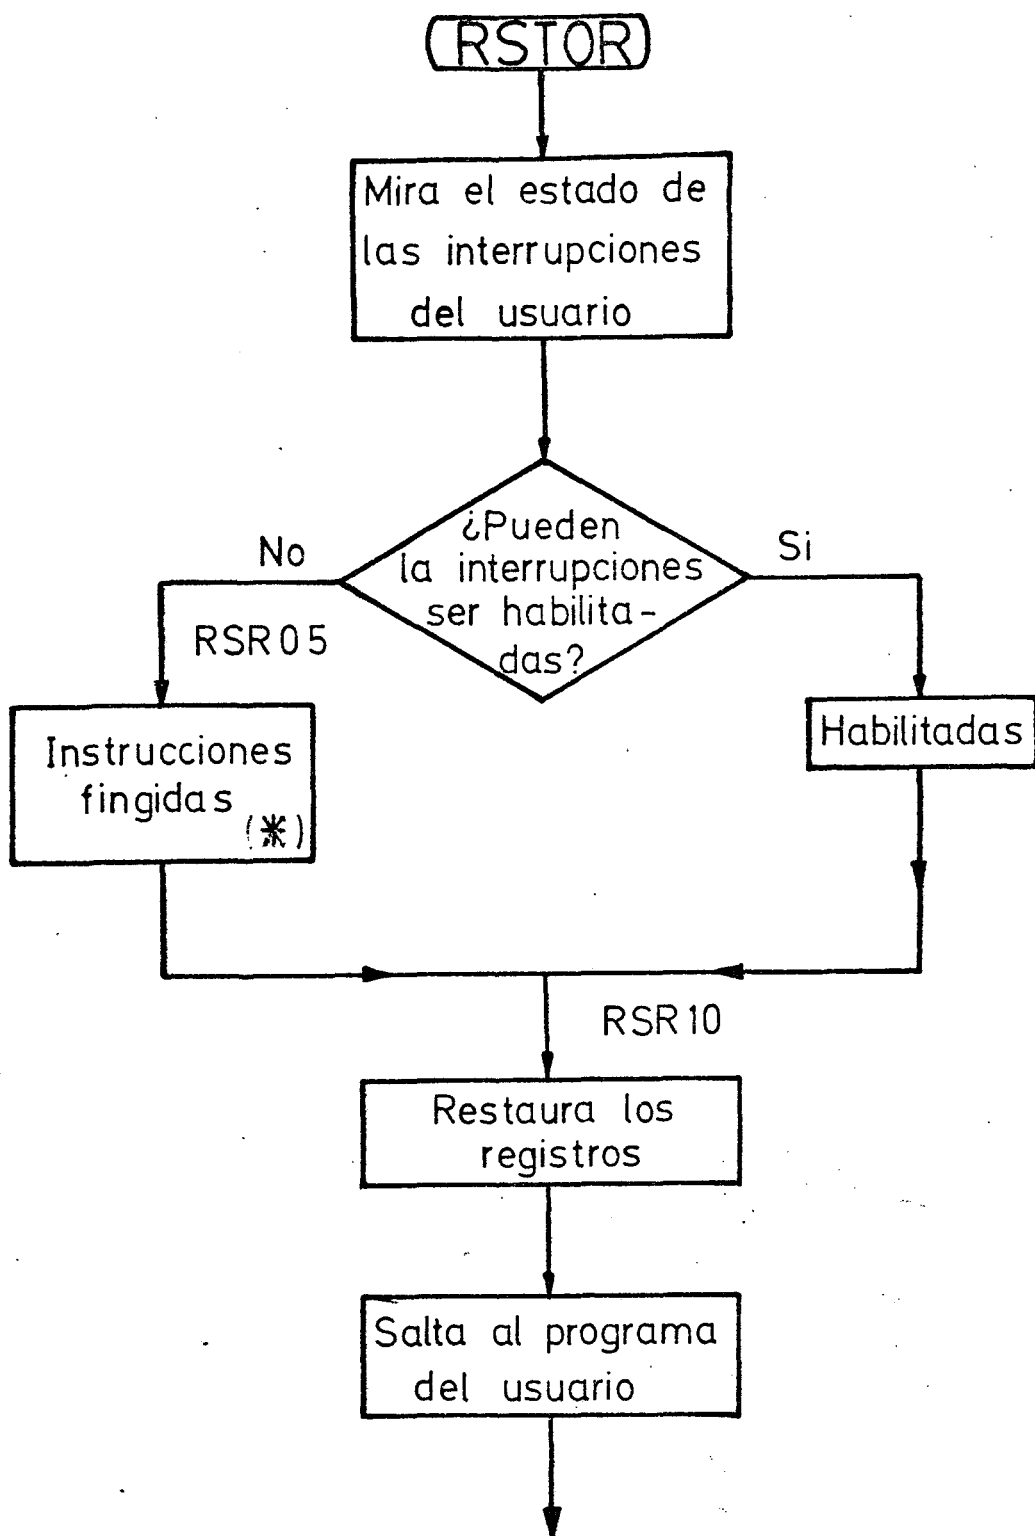 RSTOR
Mira el estado de
las interrupciones
del usuario
¿Pueden
la interrupciones
ser habilita-
das?
No
Si
RSR05
Instrucciones
fingidas
(*)
Habilitadas
RSR10
Restaura los
registros
Salta al programa
del usuario